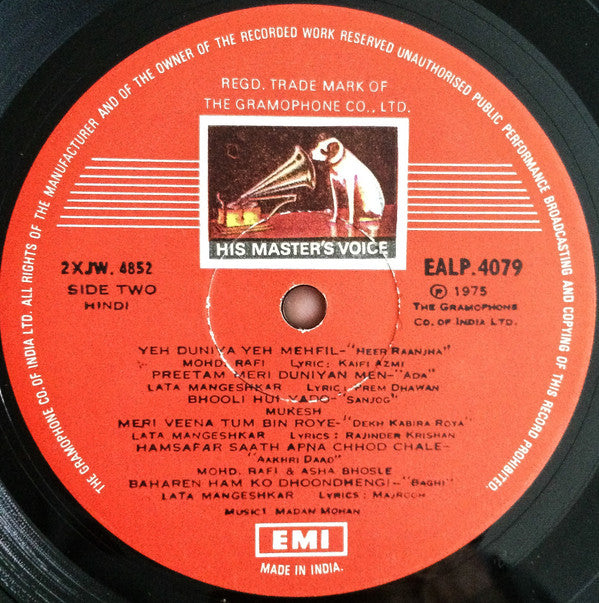 THE GRAMOPHONE CO. OF INDIA LTD. ALL RIGHTS OF THE MANUFACTURER AND OF THE OWNER OF THE RECORDED WORK RESERVED UNAUTHORISED PUBLIC PERFORMANCE BROADCASTING AND COPYING OF THIS RECORD PROHIBITED.
REGD. TRADE MARK OF
THE GRAMOPHONE CO., LTD.
HIS MASTER'S VOICE
2XJW. 4852
SIDE TWO
HINDI
EALP.4079
Ⓟ 1975
THE GRAMOPHONE
CO. OF INDIA LTD.
YEH DUNIYA YEH MEHFIL-"HEER RAANJHA"
MOHD. RAFI LYRIC: KAIFI AZMI
PREETAM MERI DUNIYAN MEN-"ADA"
LATA MANGESHKAR LYRIC: PREM DHAWAN
BHOOLI HUI YADO-"SANJOG"
MUKESH
MERI VEENA TUM BIN ROYE-"DEKH KABIRA ROYA"
LATA MANGESHKAR LYRICS: RAJINDER KRISHAN
HAMSAFAR SAATH APNA CHHOD CHALE-
"AAKHRI DAAO"
MOHD. RAFI & ASHA BHOSLE
BAHAREN HAM KO DHOONDHENGI-"BAGHI"
LATA MANGESHKAR LYRICS: MAJROOH
MUSIC: MADAN MOHAN
EMI
MADE IN INDIA.